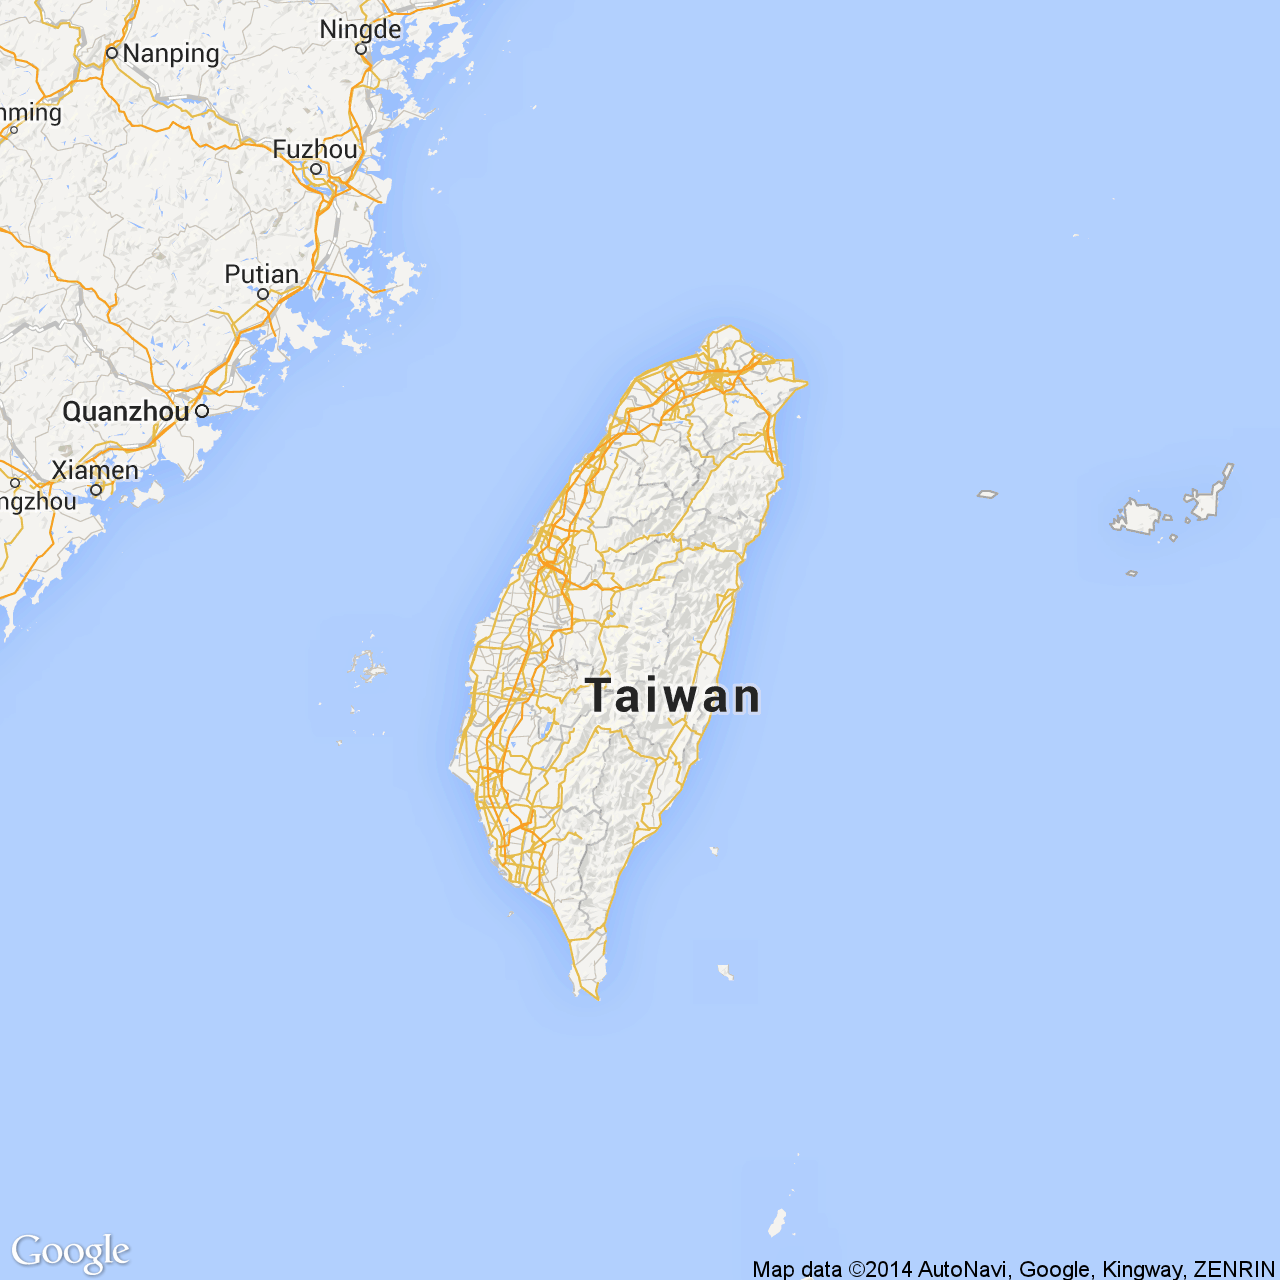 Ningde
Nanping
nming
Fuzhou
Putian
Quanzhou
Xiamen
ngzhou
Taiwan
Google
Map data ©2014 AutoNavi, Google, Kingway, ZENRIN